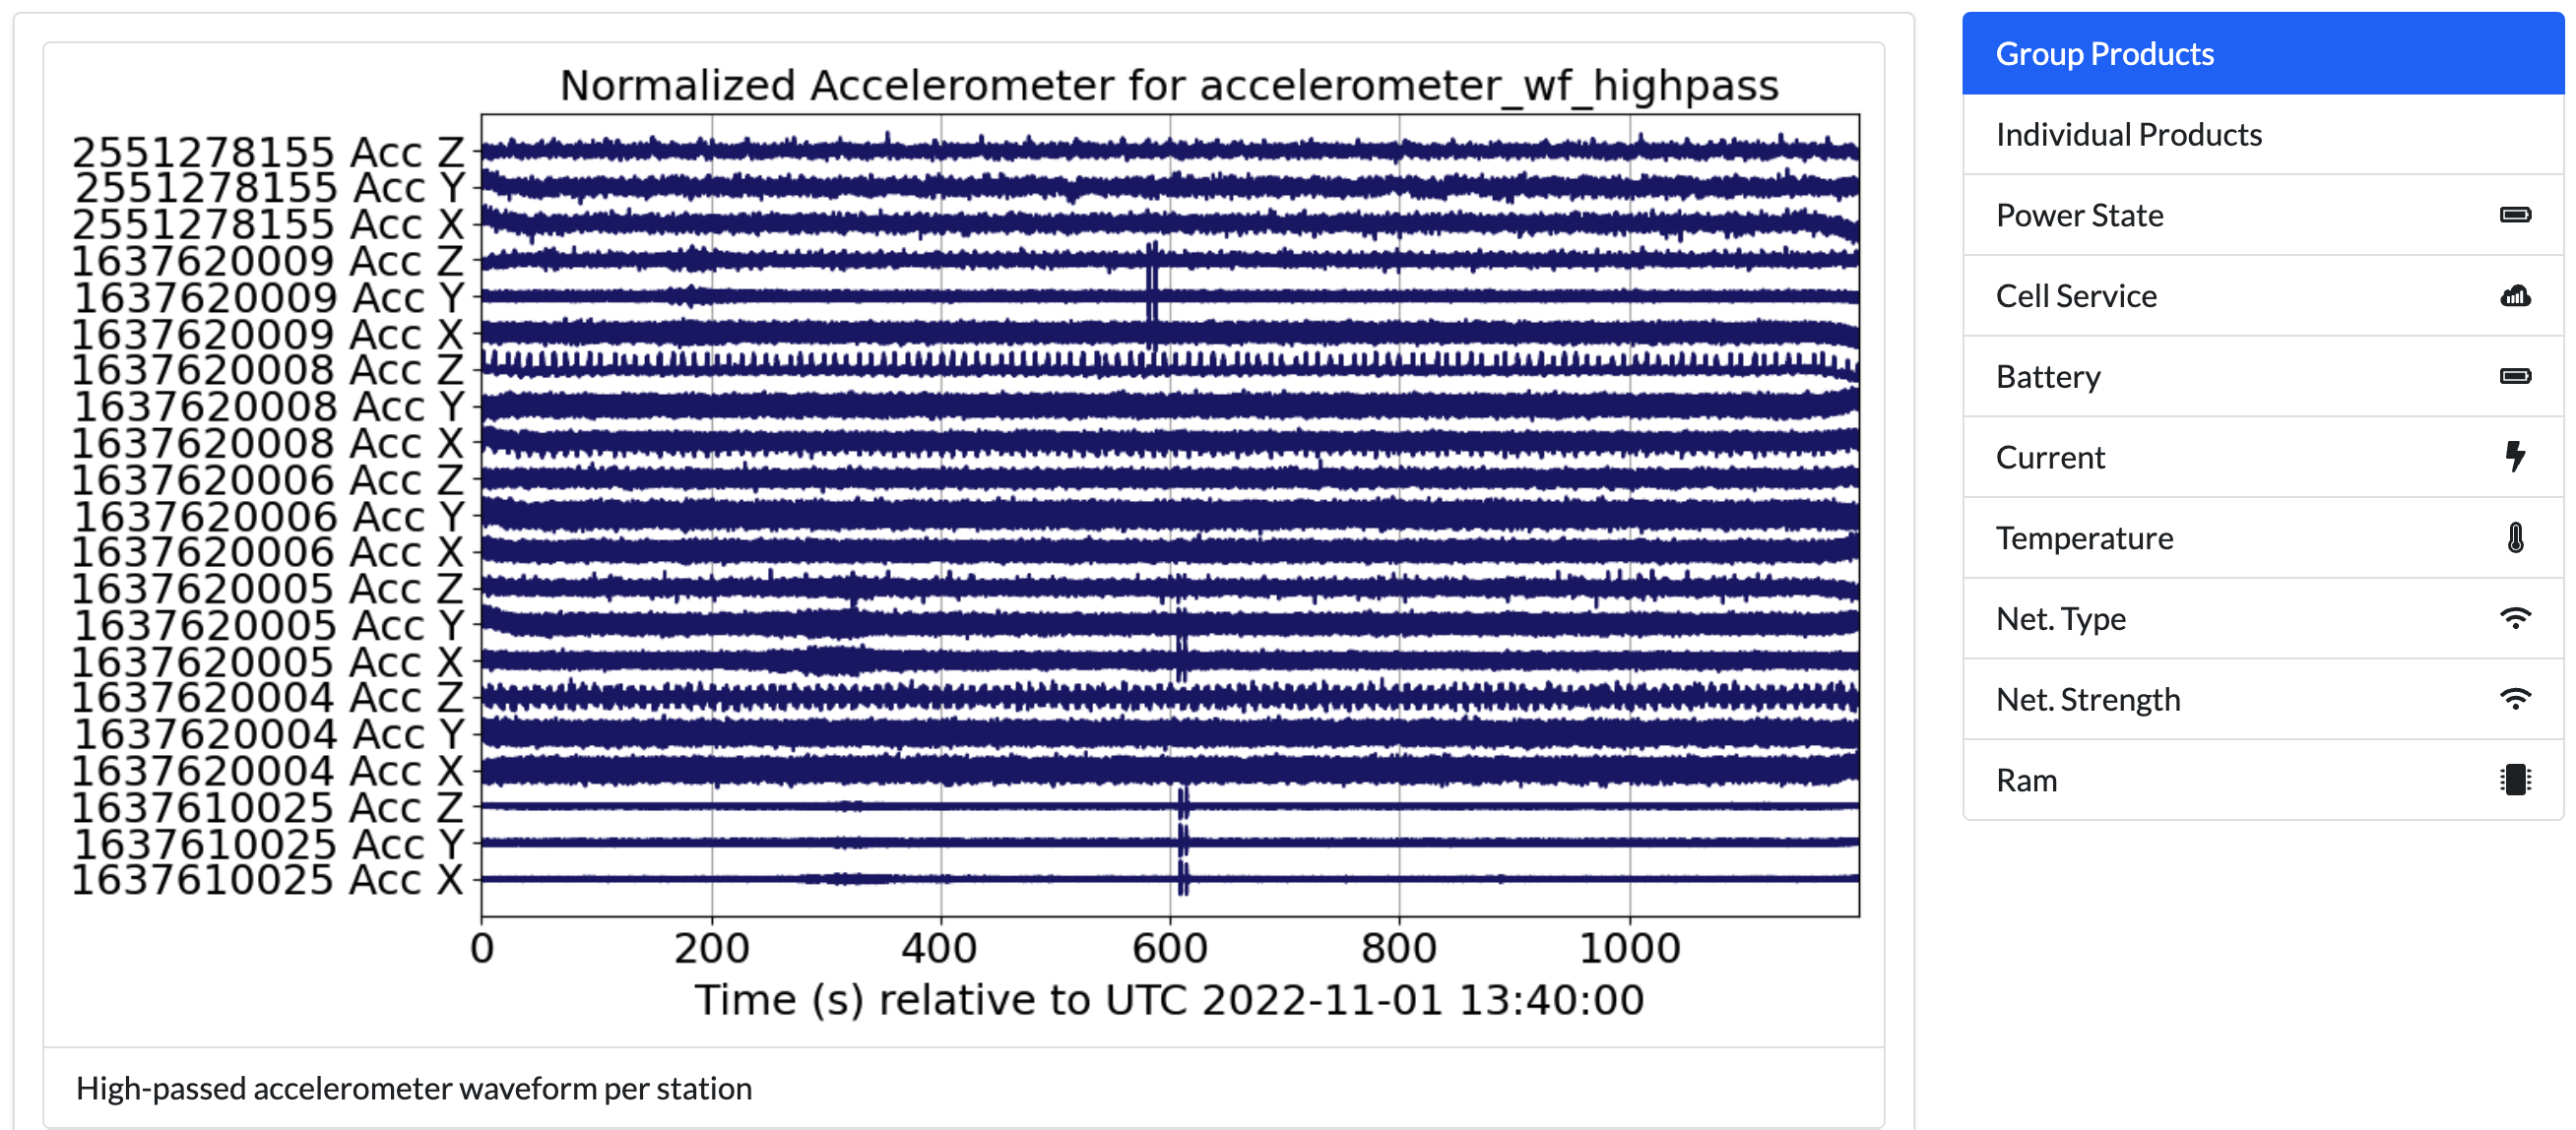 Normalized Accelerometer for accelerometer_wf_highpass
2551278155 Acc Z
2551278155 Acc Y
2551278155 Acc X
1637620009 Acc Z
1637620009 Acc Y
1637620009 Acc X
1637620008 Acc Z
1637620008 Acc Y
1637620008 Acc X
1637620006 Acc Z
1637620006 Acc Y
1637620006 Acc X
1637620005 Acc Z
1637620005 Acc Y
1637620005 Acc X
1637620004 Acc Z
1637620004 Acc Y
1637620004 Acc X
1637610025 Acc Z
1637610025 Acc Y
1637610025 Acc X
0 200 400 600 800 1000
Time (s) relative to UTC 2022-11-01 13:40:00
High-passed accelerometer waveform per station
Group Products
Individual Products
Power State
Cell Service
Battery
Current
Temperature
Net. Type
Net. Strength
Ram